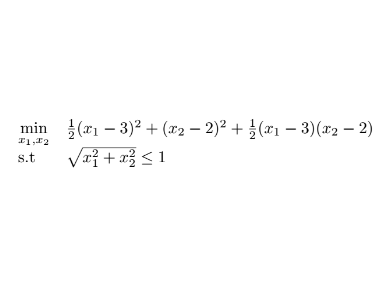 min x₁,x₂ ½(x₁ − 3)² + (x₂ − 2)² + ½(x₁ − 3)(x₂ − 2)
s.t √(x₁² + x₂²) ≤ 1